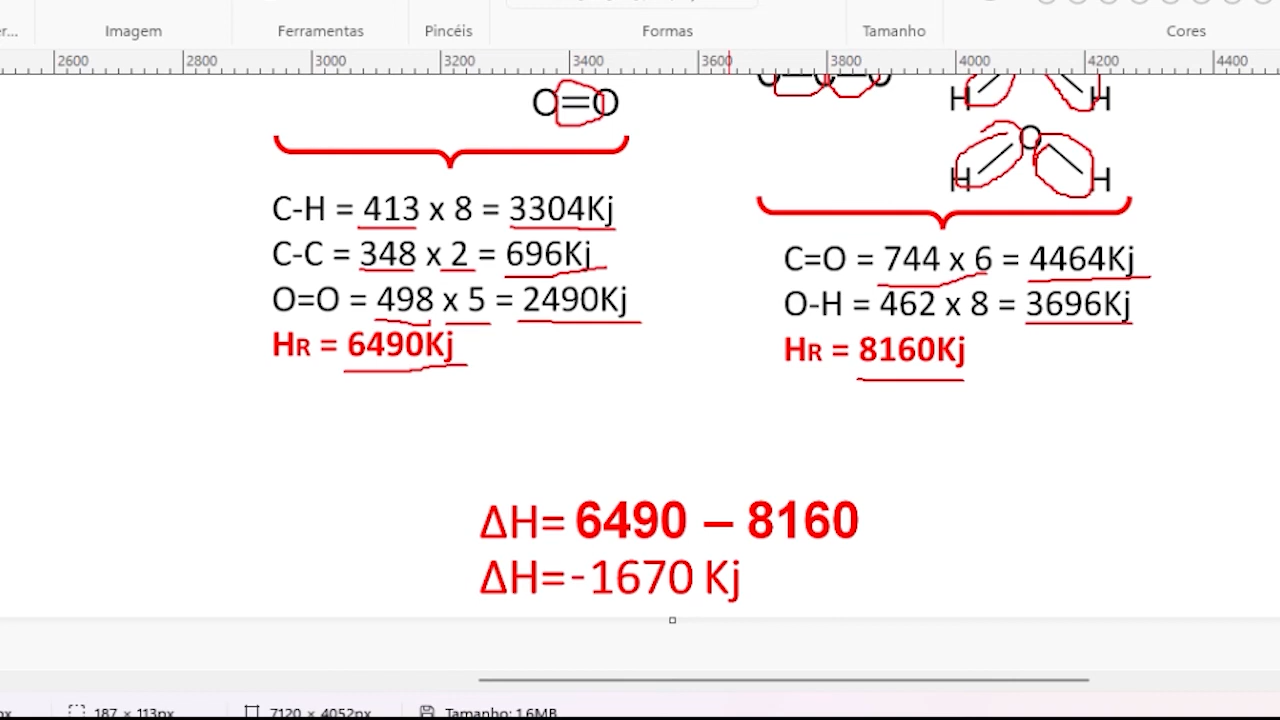 Imagem Ferramentas Pincéis Formas Tamanho Cores
2600 2800 3000 3200 3400 3600 3800 4000 4200 4400
O=O
H H
O
H H
C-H = 413 x 8 = 3304Kj
C-C = 348 x 2 = 696Kj
O=O = 498 x 5 = 2490Kj
HR = 6490Kj
C=O = 744 x 6 = 4464Kj
O-H = 462 x 8 = 3696Kj
HR = 8160Kj
ΔH= 6490 – 8160
ΔH=-1670 Kj
187 × 113px 7120 × 4052px Tamanho: 1.6MB